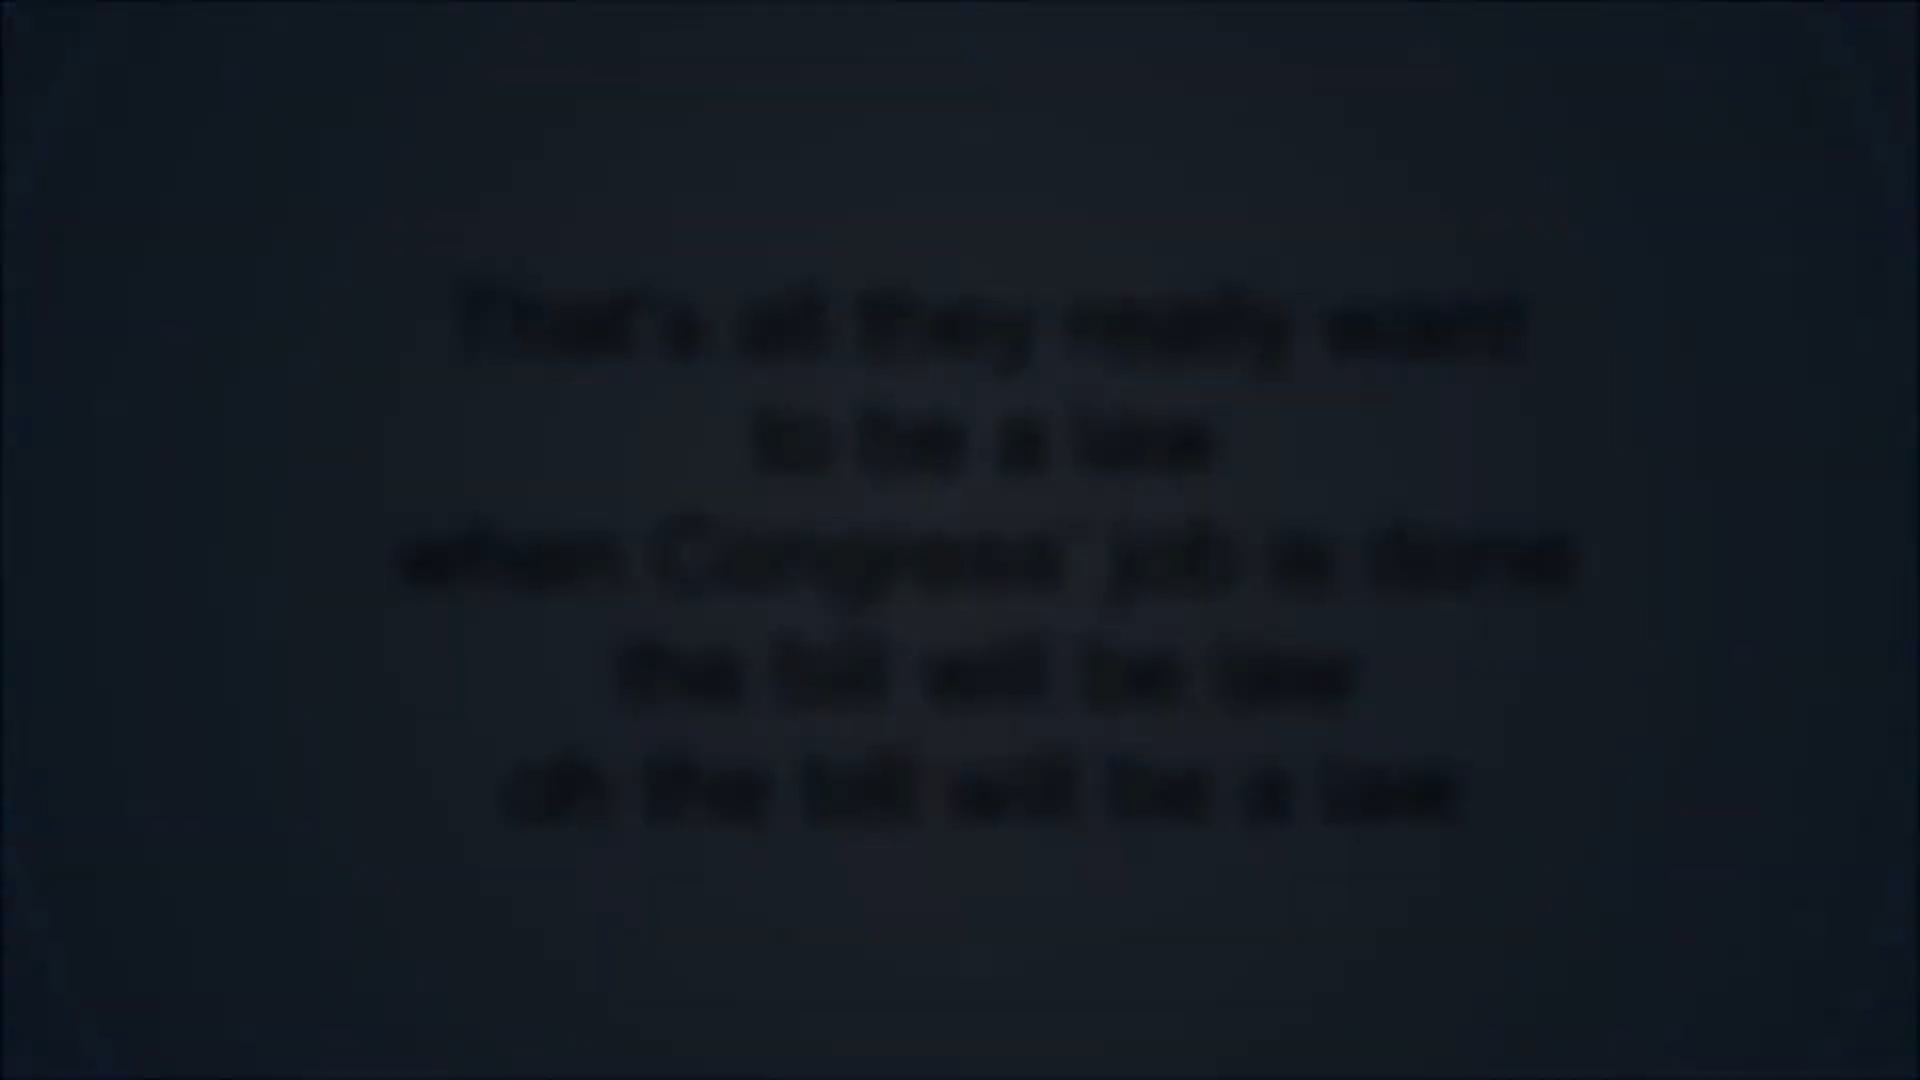 That's all they really want
to be a law
when Congress' job is done
the bill will be law
oh the bill will be a law